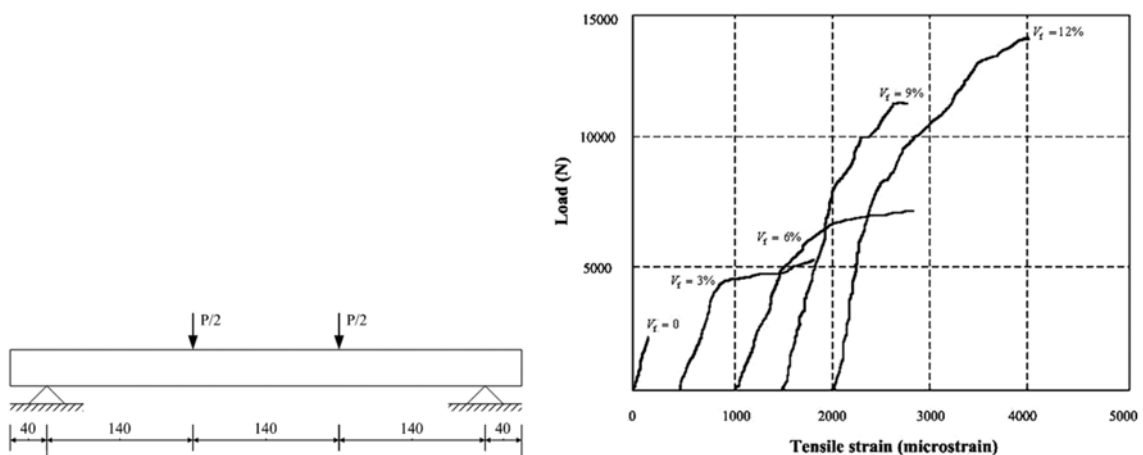 P/2 P/2
40 140 140 140 40
15000
10000
5000
Load (N)
V_f = 0
V_f = 3%
V_f = 6%
V_f = 9%
V_f = 12%
0 1000 2000 3000 4000 5000
Tensile strain (microstrain)